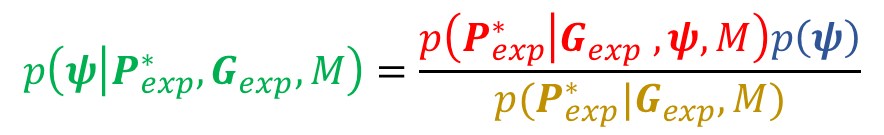 p(ψ|P*exp, Gexp, M) = p(P*exp|Gexp ,ψ, M)p(ψ) / p(P*exp|Gexp, M)